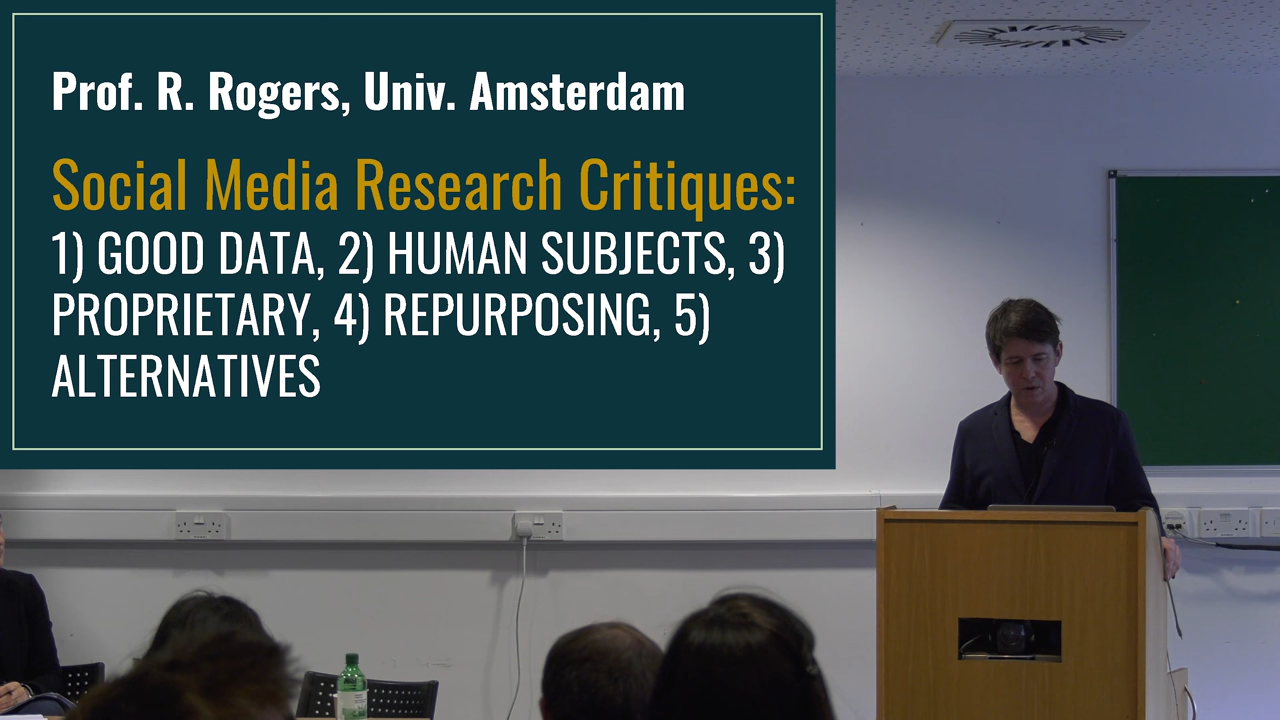 Prof. R. Rogers, Univ. Amsterdam
Social Media Research Critiques:
1) GOOD DATA, 2) HUMAN SUBJECTS, 3)
PROPRIETARY, 4) REPURPOSING, 5)
ALTERNATIVES